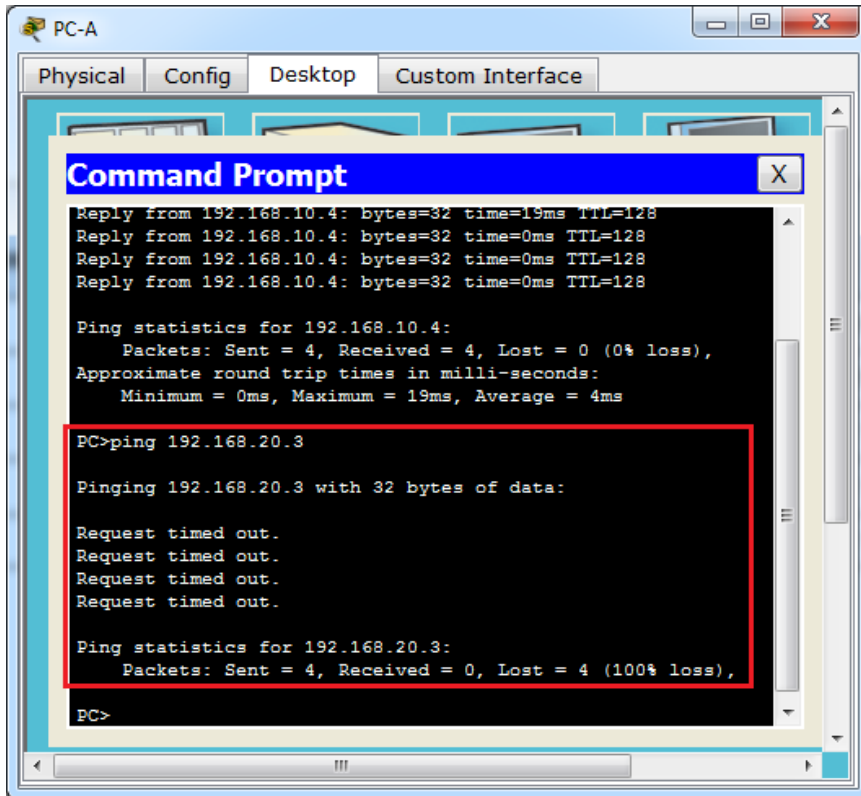 PC-A
Physical Config Desktop Custom Interface
Command Prompt X
Reply from 192.168.10.4: bytes=32 time=19ms TTL=128
Reply from 192.168.10.4: bytes=32 time=0ms TTL=128
Reply from 192.168.10.4: bytes=32 time=0ms TTL=128
Reply from 192.168.10.4: bytes=32 time=0ms TTL=128
Ping statistics for 192.168.10.4:
Packets: Sent = 4, Received = 4, Lost = 0 (0% loss),
Approximate round trip times in milli-seconds:
Minimum = 0ms, Maximum = 19ms, Average = 4ms
PC>ping 192.168.20.3
Pinging 192.168.20.3 with 32 bytes of data:
Request timed out.
Request timed out.
Request timed out.
Request timed out.
Ping statistics for 192.168.20.3:
Packets: Sent = 4, Received = 0, Lost = 4 (100% loss),
PC>